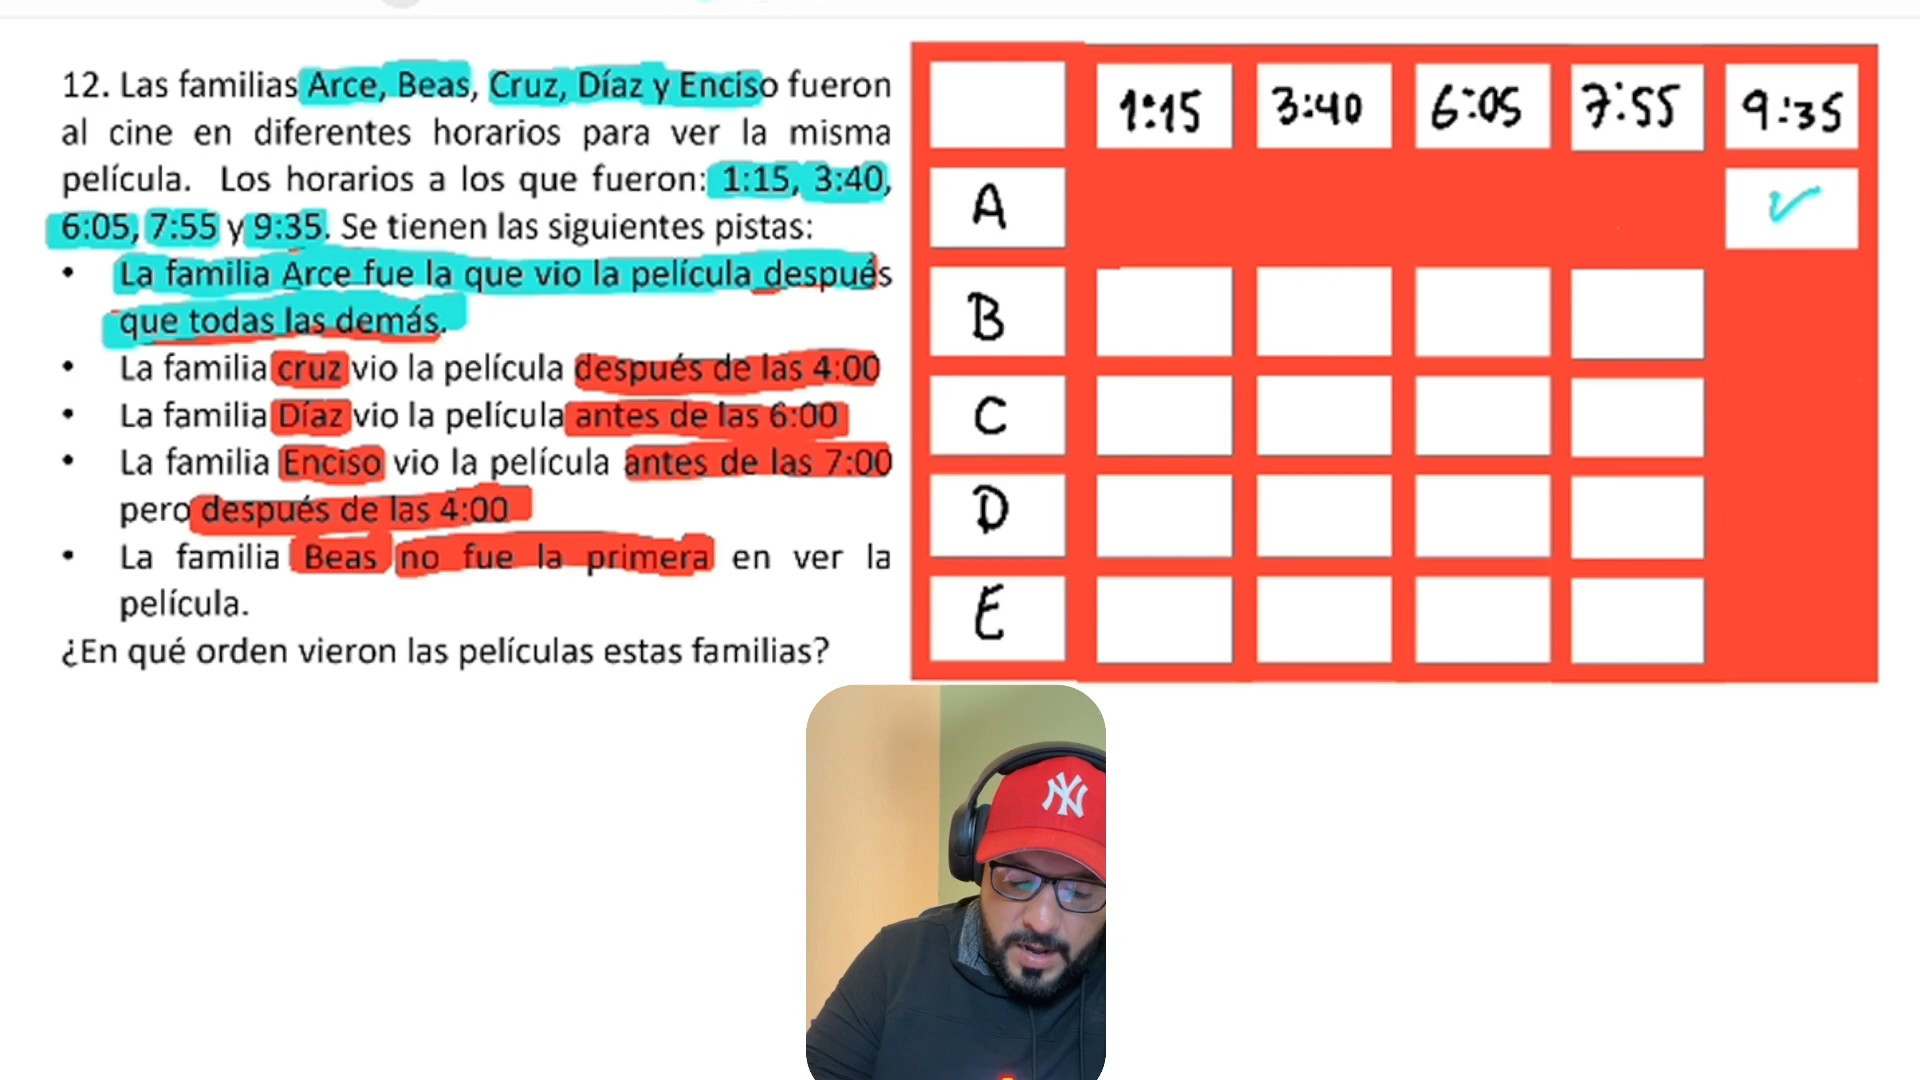 12. Las familias Arce, Beas, Cruz, Díaz y Enciso fueron
al cine en diferentes horarios para ver la misma
película. Los horarios a los que fueron: 1:15, 3:40,
6:05, 7:55 y 9:35. Se tienen las siguientes pistas:
• La familia Arce fue la que vio la película después
que todas las demás.
• La familia cruz vio la película después de las 4:00
• La familia Díaz vio la película antes de las 6:00
• La familia Enciso vio la película antes de las 7:00
pero después de las 4:00
• La familia Beas no fue la primera en ver la
película.
¿En qué orden vieron las películas estas familias?
1:15 3:40 6:05 7:55 9:35
A
B
C
D
E
NY